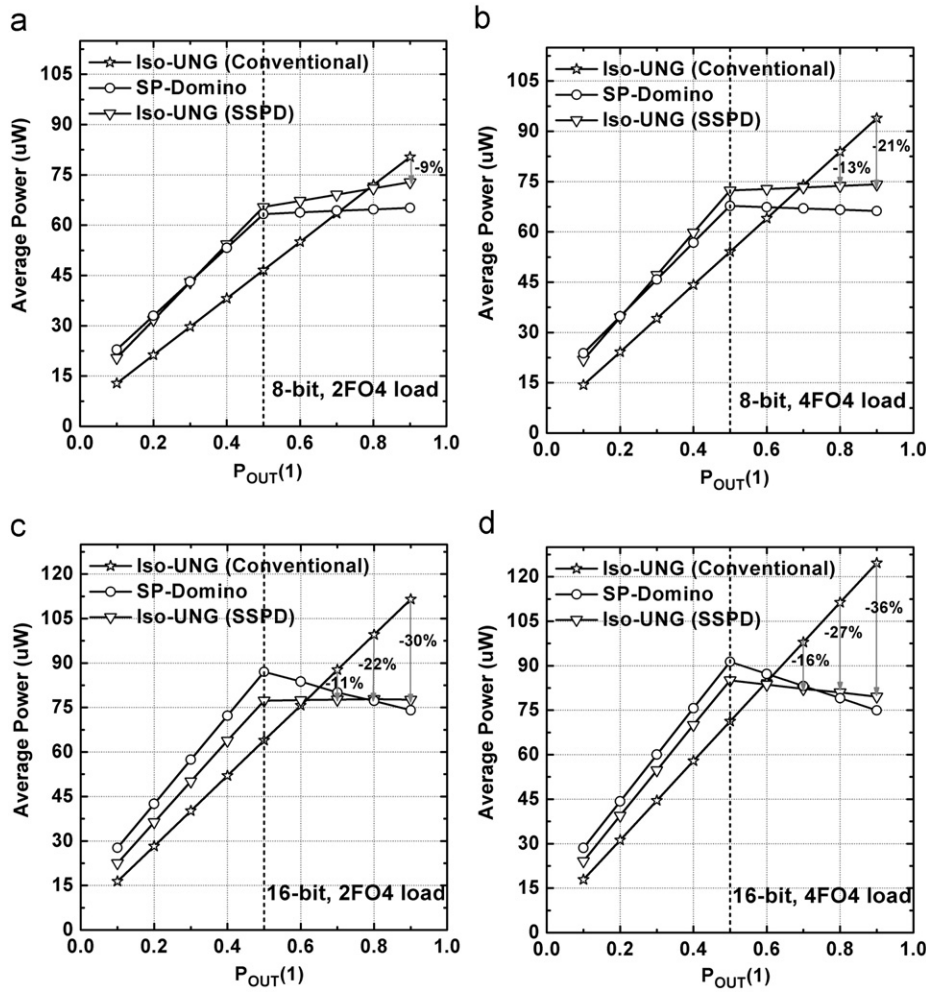 a
Iso-UNG (Conventional)
SP-Domino
Iso-UNG (SSPD)
105
90
75
60
45
30
15
0
Average Power (uW)
-9%
8-bit, 2FO4 load
0.0 0.2 0.4 0.6 0.8 1.0
P_OUT(1)
b
Iso-UNG (Conventional)
SP-Domino
Iso-UNG (SSPD)
105
90
75
60
45
30
15
0
Average Power (uW)
-21%
-13%
8-bit, 4FO4 load
0.0 0.2 0.4 0.6 0.8 1.0
P_OUT(1)
c
Iso-UNG (Conventional)
SP-Domino
Iso-UNG (SSPD)
120
105
90
75
60
45
30
15
0
Average Power (uW)
-30%
-22%
-11%
16-bit, 2FO4 load
0.0 0.2 0.4 0.6 0.8 1.0
P_OUT(1)
d
Iso-UNG (Conventional)
SP-Domino
Iso-UNG (SSPD)
120
105
90
75
60
45
30
15
0
Average Power (uW)
-36%
-27%
-16%
16-bit, 4FO4 load
0.0 0.2 0.4 0.6 0.8 1.0
P_OUT(1)